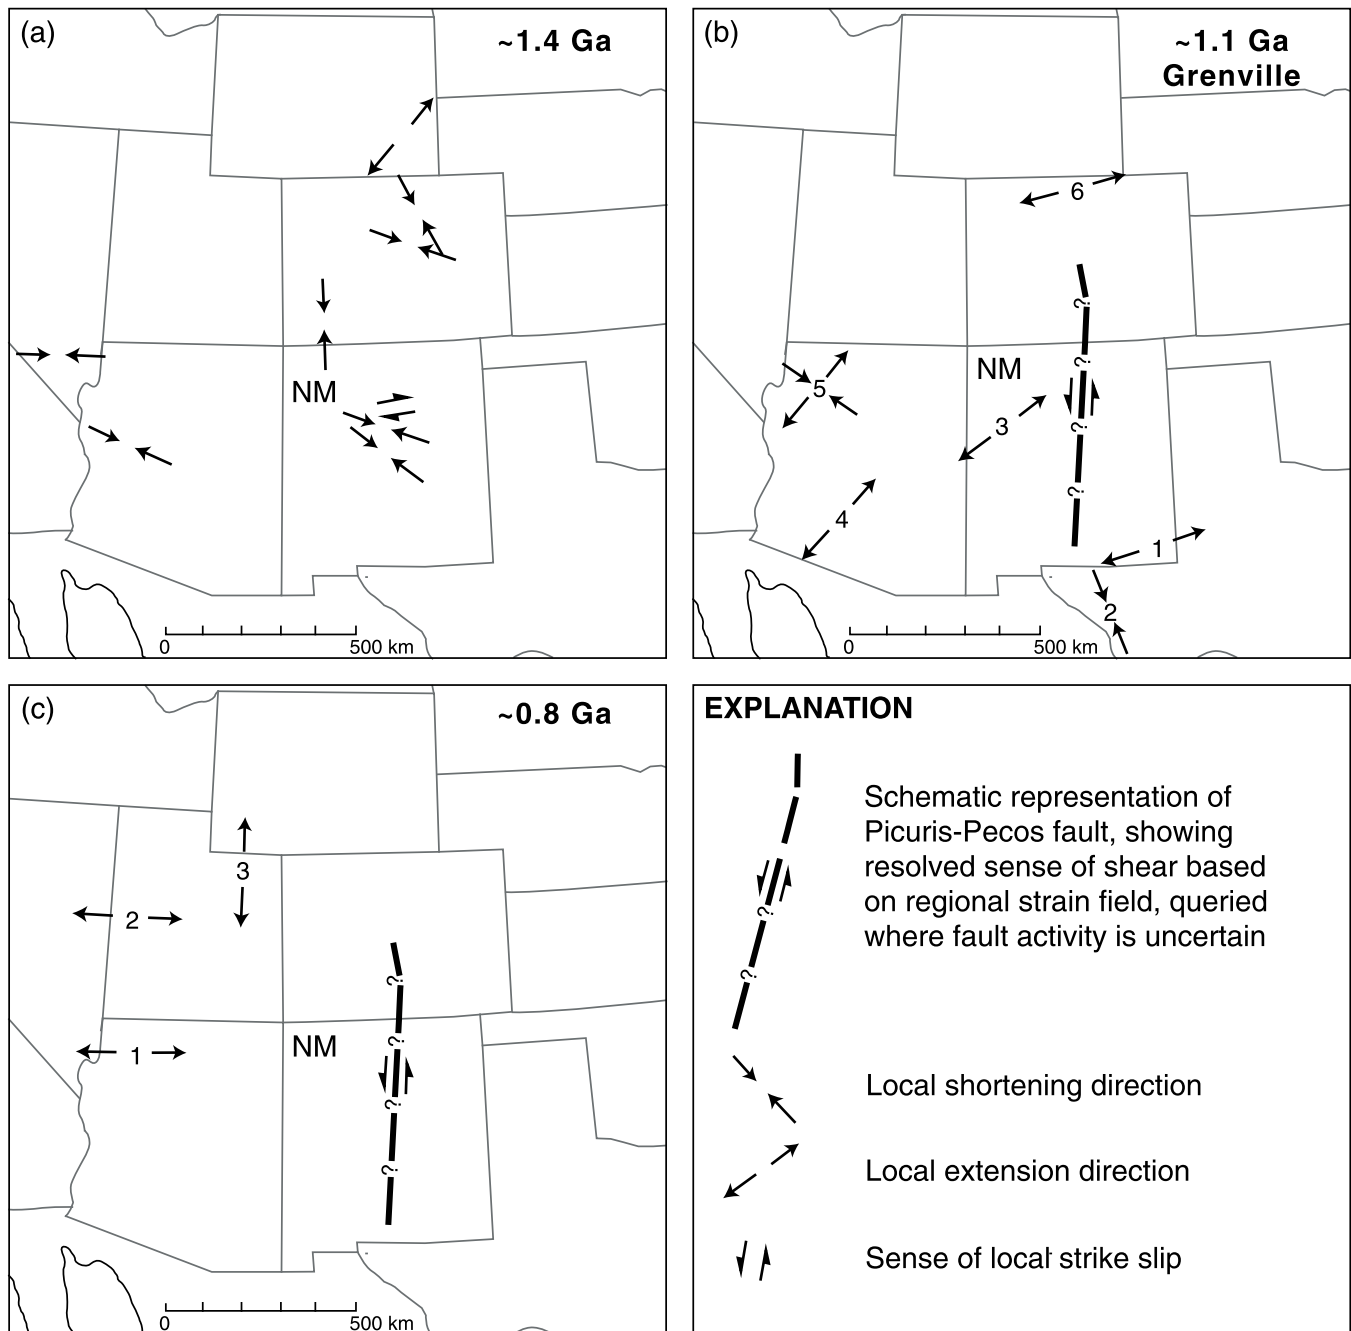 (a)
~1.4 Ga
NM
0
500 km
(b)
~1.1 Ga
Grenville
6
?
?
NM
5
3
?
4
?
1
2
0
500 km
(c)
~0.8 Ga
3
2
?
?
1
NM
?
?
0
500 km
EXPLANATION
Schematic representation of
Picuris-Pecos fault, showing
resolved sense of shear based
on regional strain field, queried
where fault activity is uncertain
?
?
Local shortening direction
Local extension direction
Sense of local strike slip